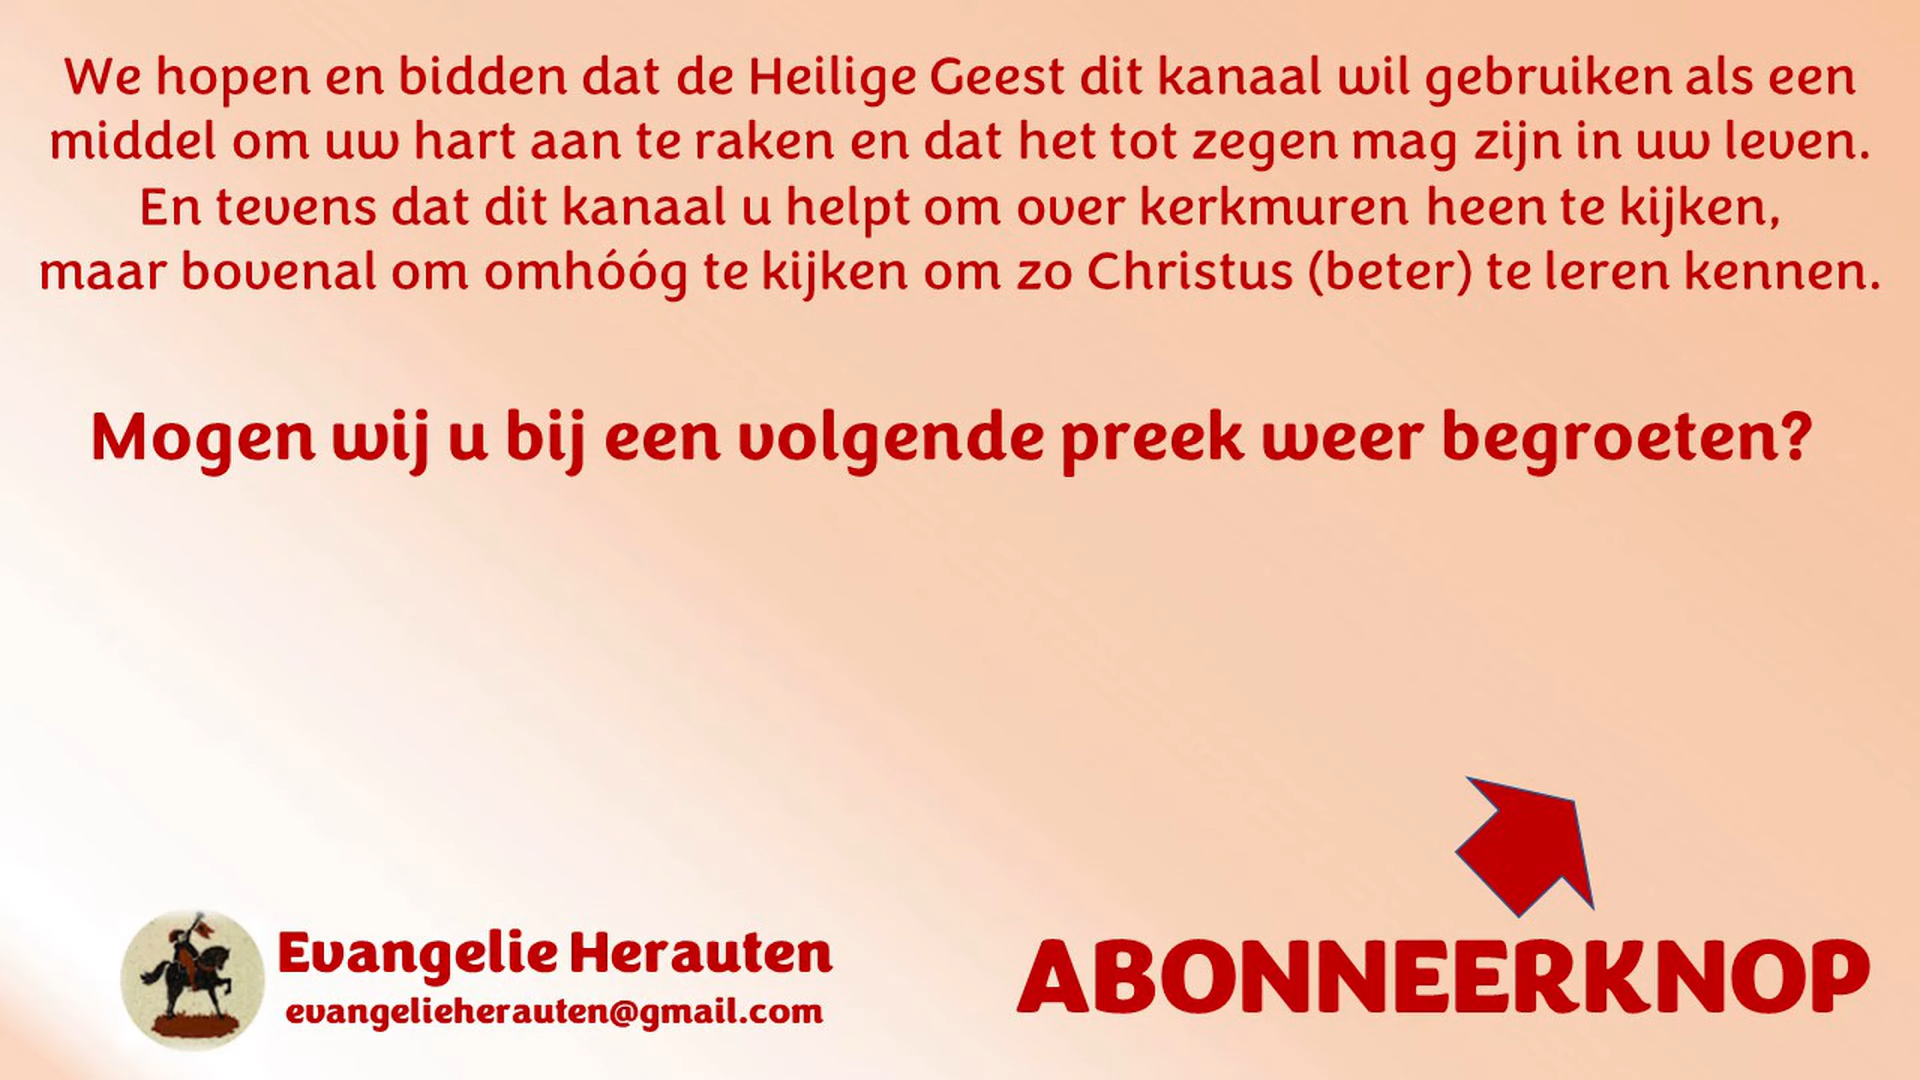 We hopen en bidden dat de Heilige Geest dit kanaal wil gebruiken als een
middel om uw hart aan te raken en dat het tot zegen mag zijn in uw leven.
En tevens dat dit kanaal u helpt om over kerkmuren heen te kijken,
maar bovenal om omhóóg te kijken om zo Christus (beter) te leren kennen.
Mogen wij u bij een volgende preek weer begroeten?
Evangelie Herauten
evangelieherauten@gmail.com
ABONNEERKNOP